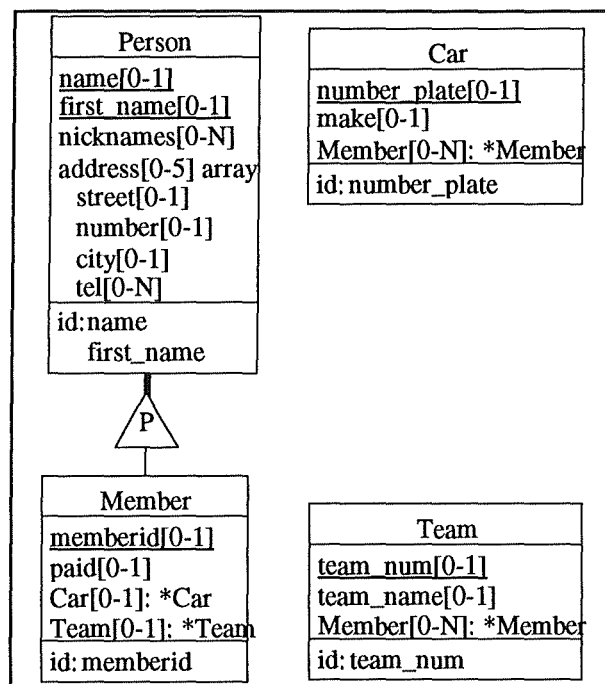 Person
name[0-1]
first_name[0-1]
nicknames[0-N]
address[0-5] array
street[0-1]
number[0-1]
city[0-1]
tel[0-N]
id:name
first_name
P
Member
memberid[0-1]
paid[0-1]
Car[0-1]: *Car
Team[0-1]: *Team
id: memberid
Car
number_plate[0-1]
make[0-1]
Member[0-N]: *Member
id: number_plate
Team
team_num[0-1]
team_name[0-1]
Member[0-N]: *Member
id: team_num